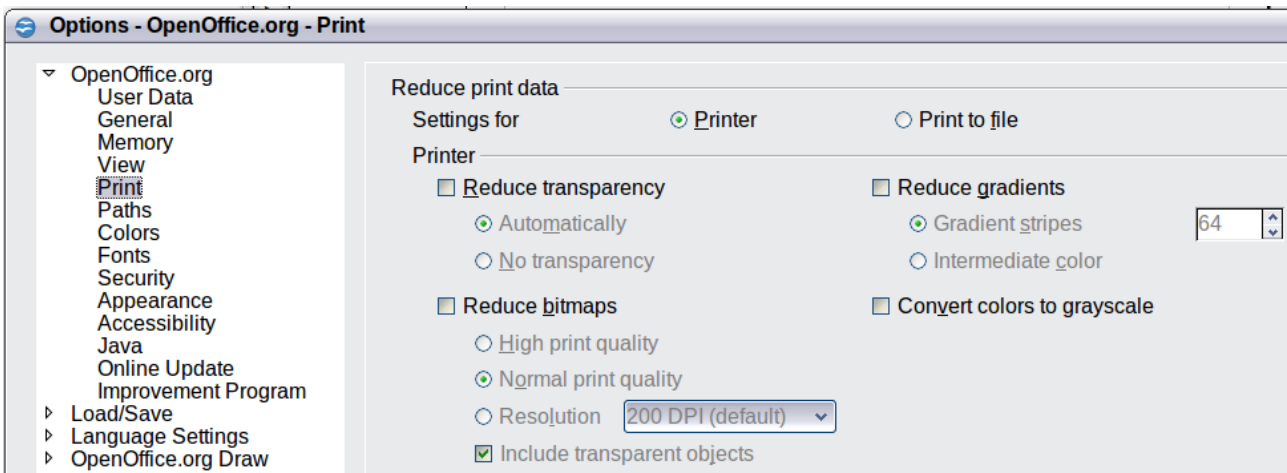 Options - OpenOffice.org - Print
OpenOffice.org
User Data
General
Memory
View
Print
Paths
Colors
Fonts
Security
Appearance
Accessibility
Java
Online Update
Improvement Program
Load/Save
Language Settings
OpenOffice.org Draw
Reduce print data
Settings for Printer Print to file
Printer
Reduce transparency Reduce gradients
Automatically Gradient stripes 64
No transparency Intermediate color
Reduce bitmaps Convert colors to grayscale
High print quality
Normal print quality
Resolution 200 DPI (default)
Include transparent objects